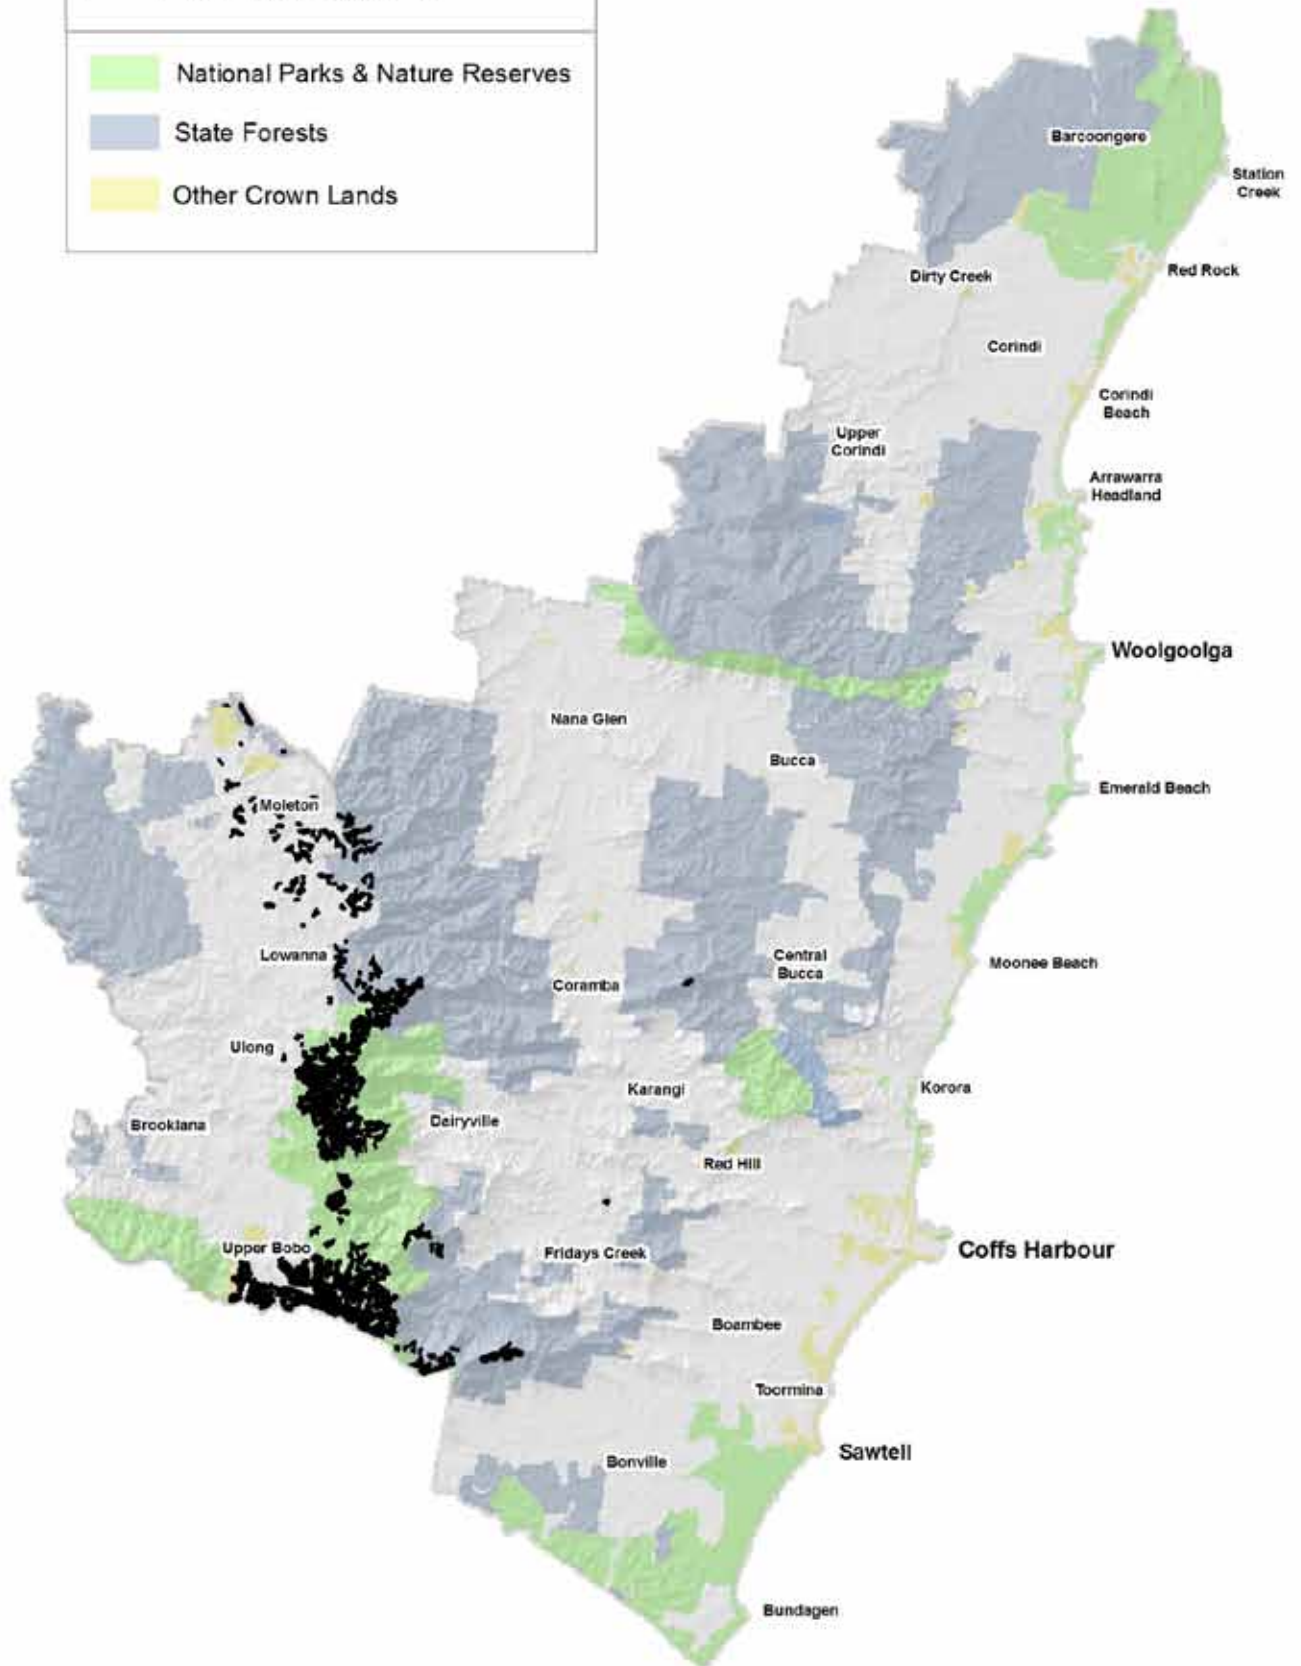 National Parks & Nature Reserves
State Forests
Other Crown Lands
Barcoongere
Station
Creek
Red Rock
Dirty Creek
Corindi
Corindi
Beach
Upper
Corindi
Arrawarra
Headland
Woolgoolga
Nana Glen
Bucca
Emerald Beach
Moleton
Lowanna
Central
Bucca
Moonee Beach
Coramba
Ulong
Karangi
Korora
Brooklana
Dairyville
Red Hill
Upper Bobo
Fridays Creek
Coffs Harbour
Boambee
Toormina
Sawtell
Bonville
Bundagen